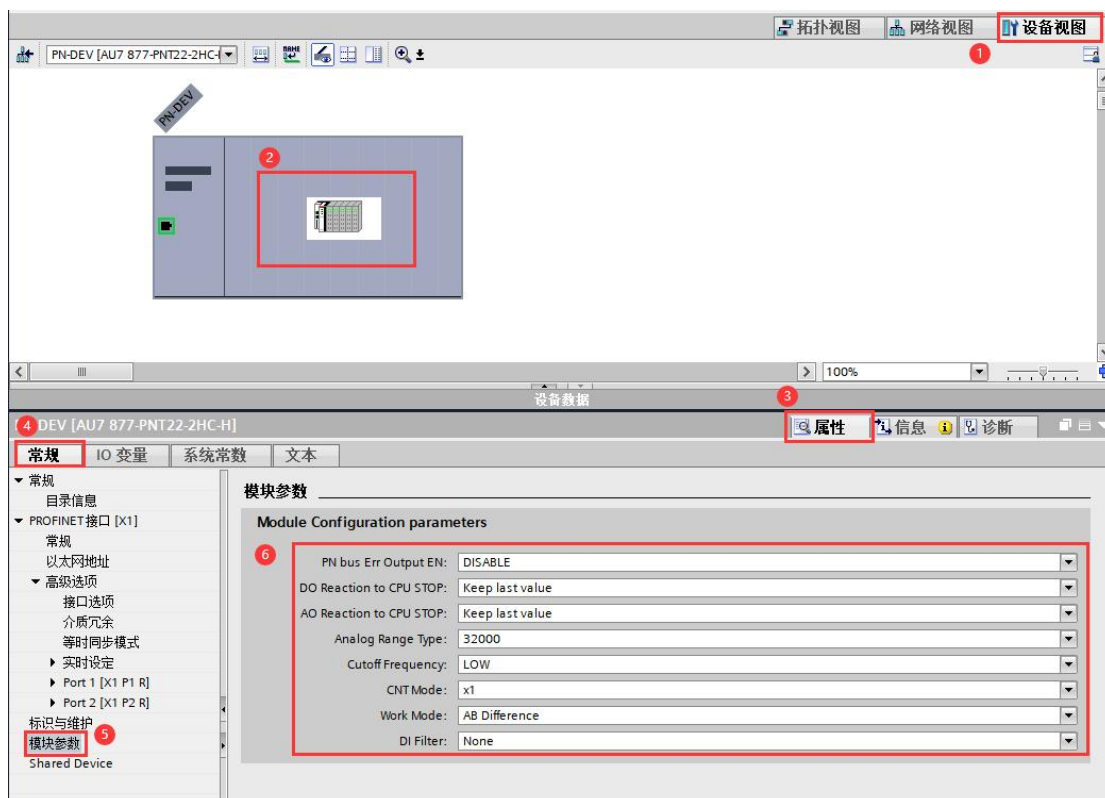 拓扑视图 网络视图 设备视图
1
PN-DEV [AU7 877-PNT22-2HC-
PN-DEV
2
100%
设备数据
3
4 DEV [AU7 877-PNT22-2HC-H] 属性 信息 诊断
常规 IO 变量 系统常数 文本
常规
目录信息
PROFINET接口 [X1]
常规
以太网地址
高级选项
接口选项
介质冗余
等时同步模式
实时设定
Port 1 [X1 P1 R]
Port 2 [X1 P2 R]
标识与维护
模块参数 5
Shared Device
模块参数
Module Configuration parameters
6
PN bus Err Output EN: DISABLE
DO Reaction to CPU STOP: Keep last value
AO Reaction to CPU STOP: Keep last value
Analog Range Type: 32000
Cutoff Frequency: LOW
CNT Mode: x1
Work Mode: AB Difference
DI Filter: None